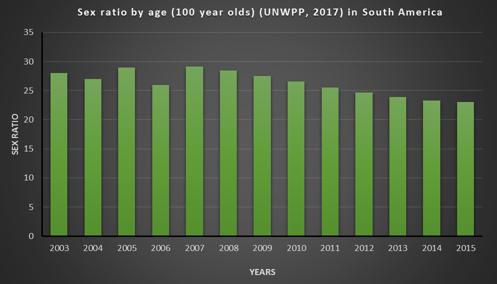 Sex ratio by age (100 year olds) (UNWPP, 2017) in South America
35
30
25
20
15
10
5
0
SEX RATIO
2003 2004 2005 2006 2007 2008 2009 2010 2011 2012 2013 2014 2015
YEARS